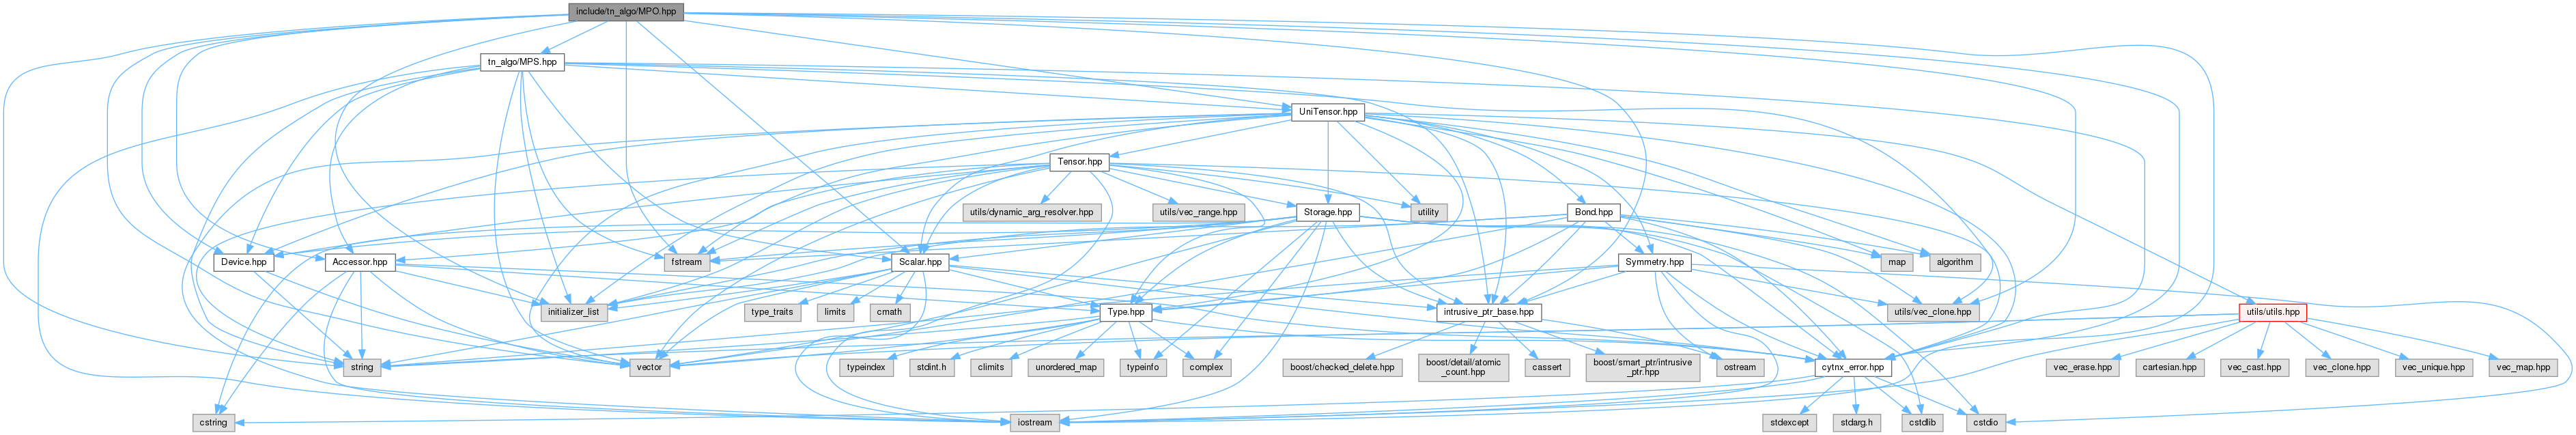 include/tn_algo/MPO.hpp
tn_algo/MPS.hpp
UniTensor.hpp
Tensor.hpp
utils/dynamic_arg_resolver.hpp
utils/vec_range.hpp
utility
Storage.hpp
Bond.hpp
Device.hpp
Accessor.hpp
fstream
Scalar.hpp
Symmetry.hpp
map
algorithm
initializer_list
type_traits
limits
cmath
Type.hpp
intrusive_ptr_base.hpp
utils/vec_clone.hpp
utils/utils.hpp
string
vector
typeindex
stdint.h
climits
unordered_map
typeinfo
complex
boost/checked_delete.hpp
boost/detail/atomic
_count.hpp
cassert
boost/smart_ptr/intrusive
_ptr.hpp
ostream
cytnx_error.hpp
vec_erase.hpp
cartesian.hpp
vec_cast.hpp
vec_clone.hpp
vec_unique.hpp
vec_map.hpp
cstring
iostream
stdexcept
stdarg.h
cstdlib
cstdio